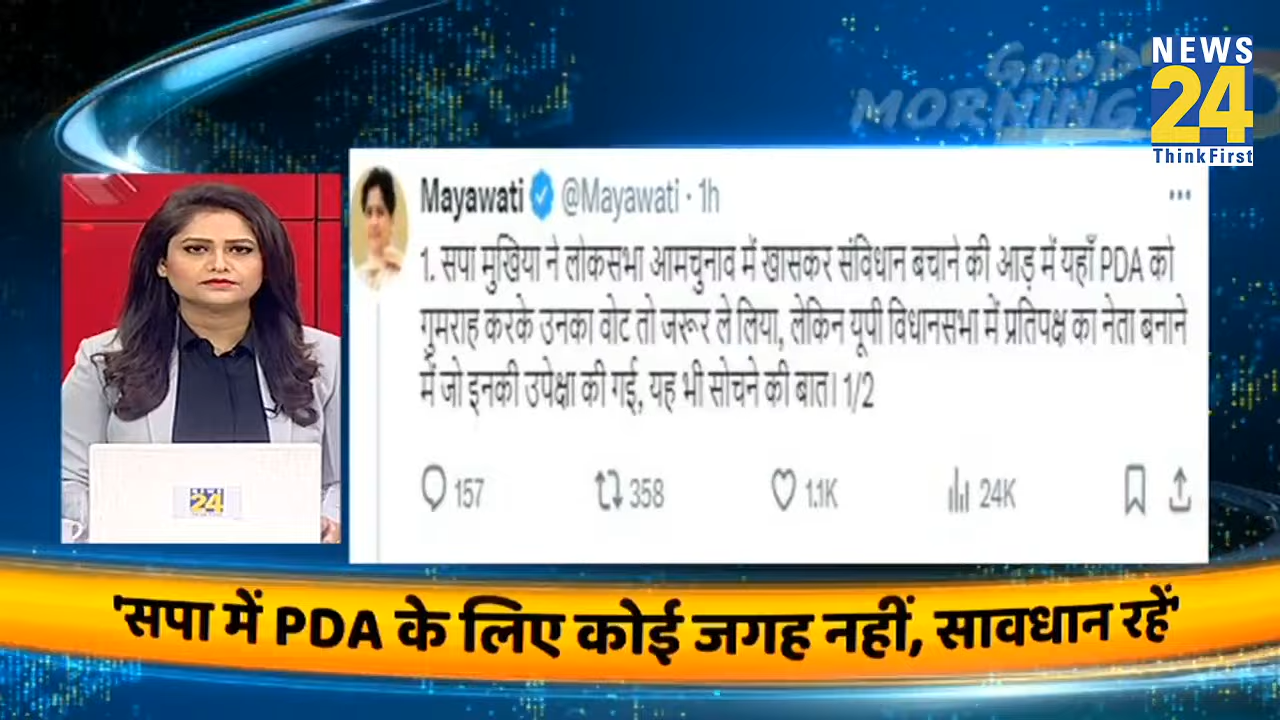 GOOD
MORNING
NEWS
24
ThinkFirst
Mayawati @Mayawati · 1h
1. सपा मुखिया ने लोकसभा आमचुनाव में खासकर संविधान बचाने की आड़ में यहाँ PDA को
गुमराह करके उनका वोट तो जरूर ले लिया, लेकिन यूपी विधानसभा में प्रतिपक्ष का नेता बनाने
में जो इनकी उपेक्षा की गई, यह भी सोचने की बात। 1/2
157 358 1.1K 24K
NEWS
24
'सपा में PDA के लिए कोई जगह नहीं, सावधान रहें'